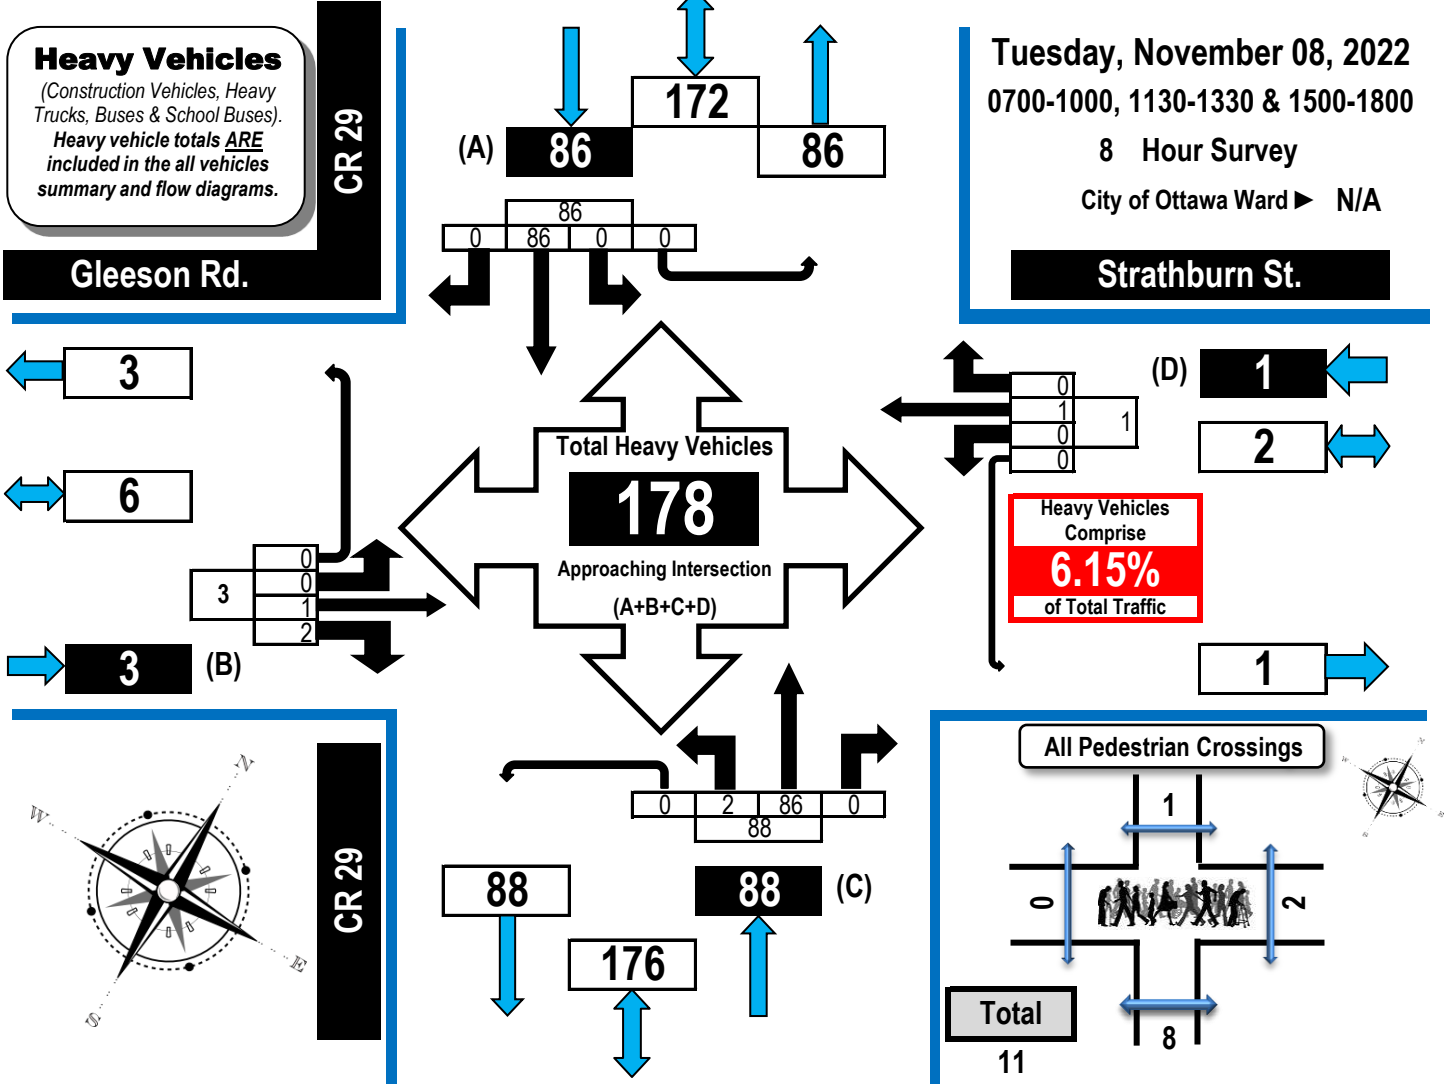 Heavy Vehicles
(Construction Vehicles, Heavy
Trucks, Buses & School Buses).
Heavy vehicle totals ARE
included in the all vehicles
summary and flow diagrams.
CR 29
Gleeson Rd.
172
(A)
86
86
86
0 86 0 0
Tuesday, November 08, 2022
0700-1000, 1130-1330 & 1500-1800
8 Hour Survey
City of Ottawa Ward ► N/A
Strathburn St.
3
6
0
0
1
2
3
3
(B)
Total Heavy Vehicles
178
Approaching Intersection
(A+B+C+D)
(D)
1
0
1
0
0
1
2
Heavy Vehicles
Comprise
6.15%
of Total Traffic
1
N
W
E
S
CR 29
0 2 86 0
88
88
88
(C)
176
All Pedestrian Crossings
1
0
2
8
Total
11